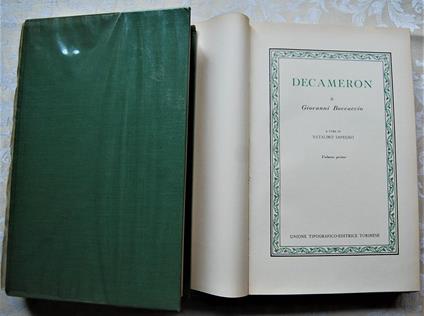 DECAMERON
di
Giovanni Boccaccio
A CURA DI
NATALINO SAPEGNO
Volume primo
UNIONE TIPOGRAFICO-EDITRICE TORINESE